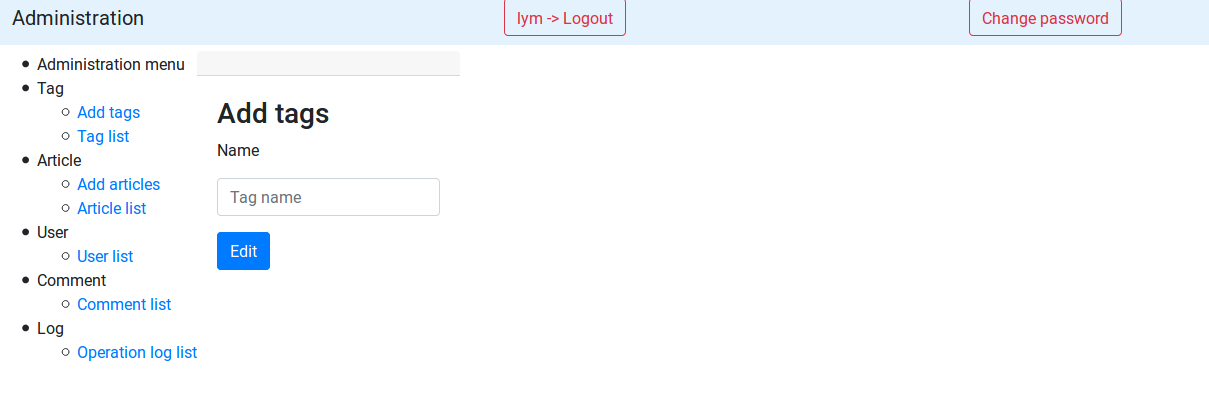 Administration
lym -> Logout
Change password
Administration menu
Tag
Add tags
Tag list
Article
Add articles
Article list
User
User list
Comment
Comment list
Log
Operation log list
Add tags
Name
Tag name
Edit